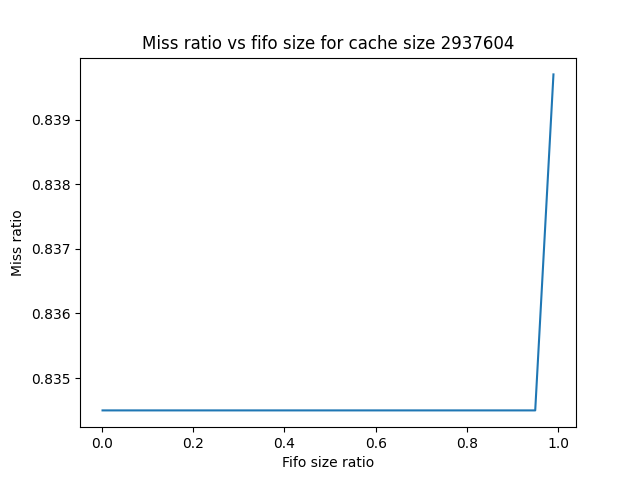 Miss ratio vs fifo size for cache size 2937604
0.839
0.838
0.837
0.836
0.835
Miss ratio
0.0 0.2 0.4 0.6 0.8 1.0
Fifo size ratio